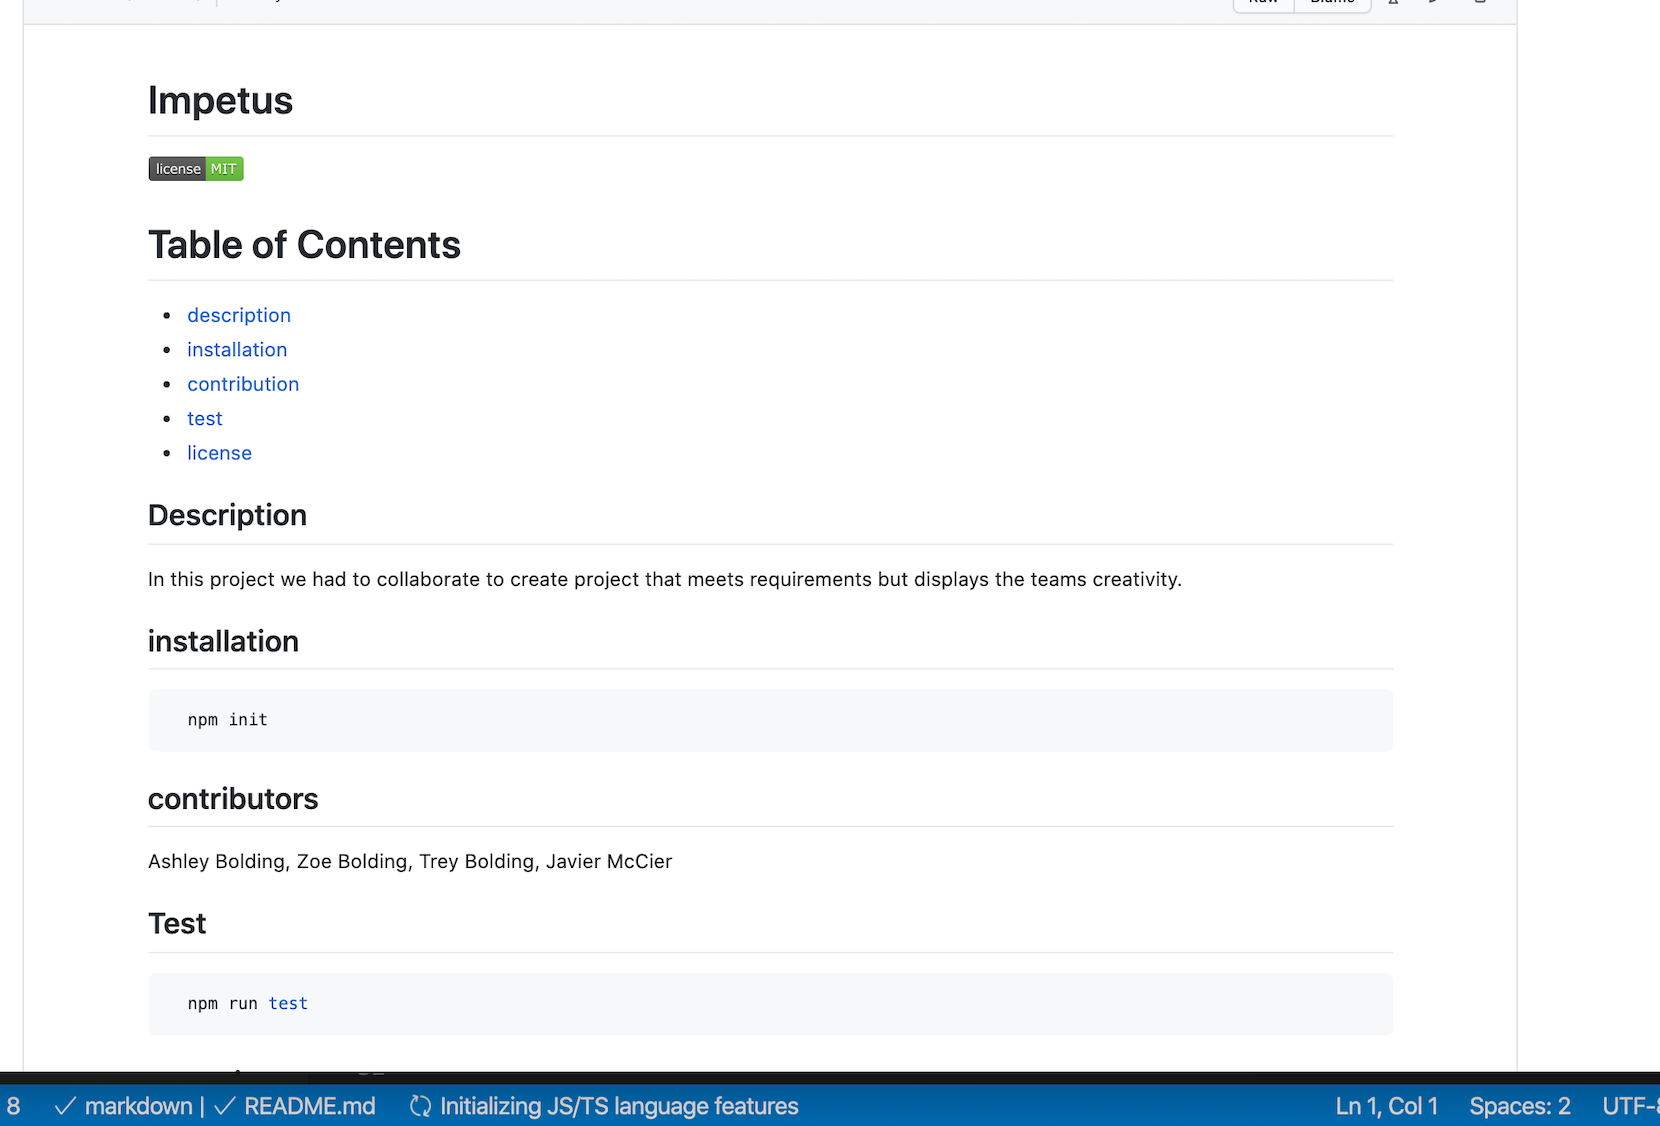 Raw Blame
Impetus
license MIT
Table of Contents
description
installation
contribution
test
license
Description
In this project we had to collaborate to create project that meets requirements but displays the teams creativity.
installation
npm init
contributors
Ashley Bolding, Zoe Bolding, Trey Bolding, Javier McCier
Test
npm run test
8 markdown | README.md Initializing JS/TS language features Ln 1, Col 1 Spaces: 2 UTF-8